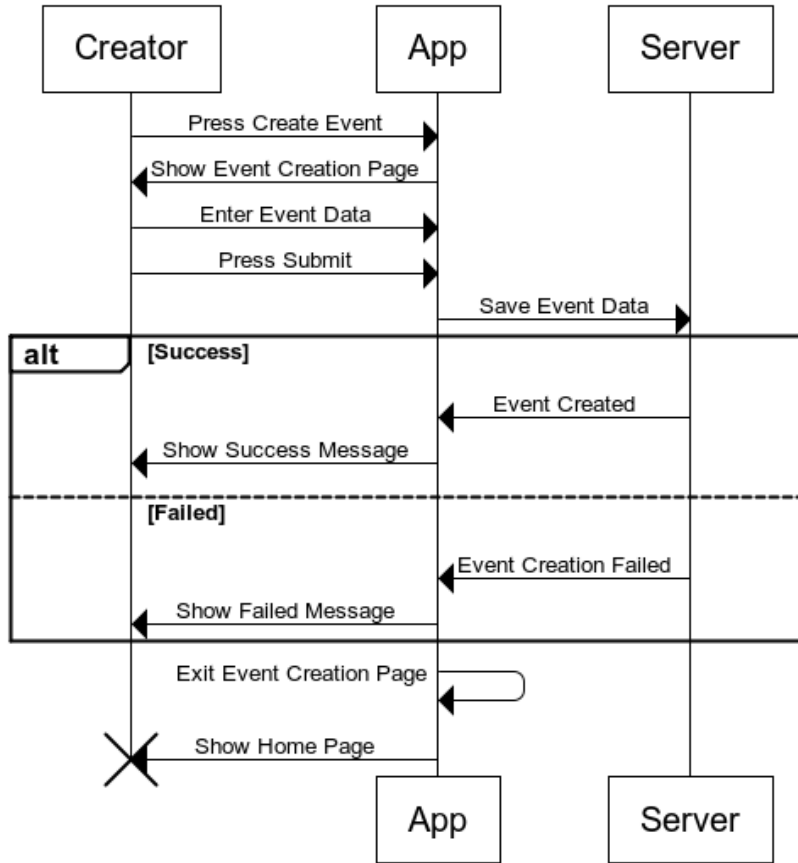 Creator
App
Server
Press Create Event
Show Event Creation Page
Enter Event Data
Press Submit
Save Event Data
alt
[Success]
Event Created
Show Success Message
[Failed]
Event Creation Failed
Show Failed Message
Exit Event Creation Page
Show Home Page
App
Server